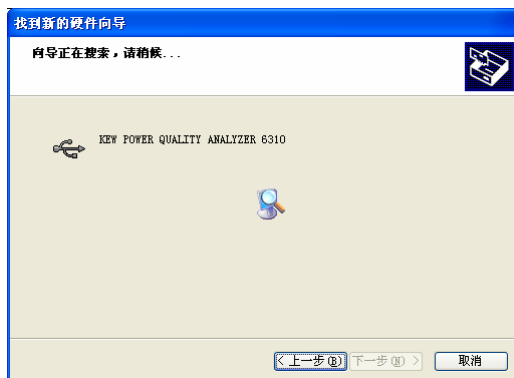 找到新的硬件向导
向导正在搜索，请稍候...
KEW POWER QUALITY ANALYZER 6310
< 上一步(B) 下一步(N) > 取消